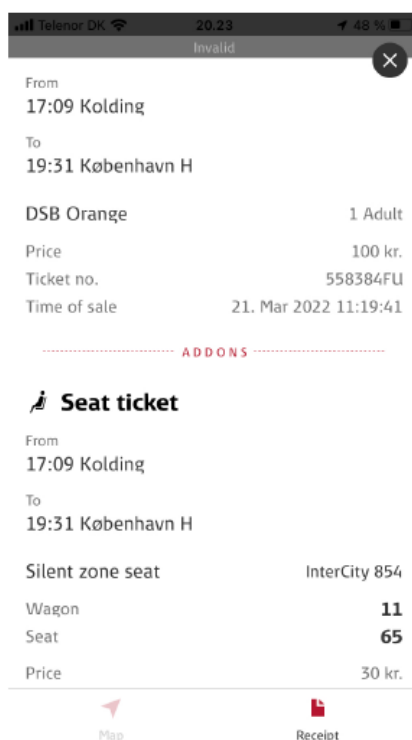 Telenor DK 20.23 48 %
Invalid
From
17:09 Kolding
To
19:31 København H
DSB Orange 1 Adult
Price 100 kr.
Ticket no. 558384FU
Time of sale 21. Mar 2022 11:19:41
ADDONS
Seat ticket
From
17:09 Kolding
To
19:31 København H
Silent zone seat InterCity 854
Wagon 11
Seat 65
Price 30 kr.
Map Receipt